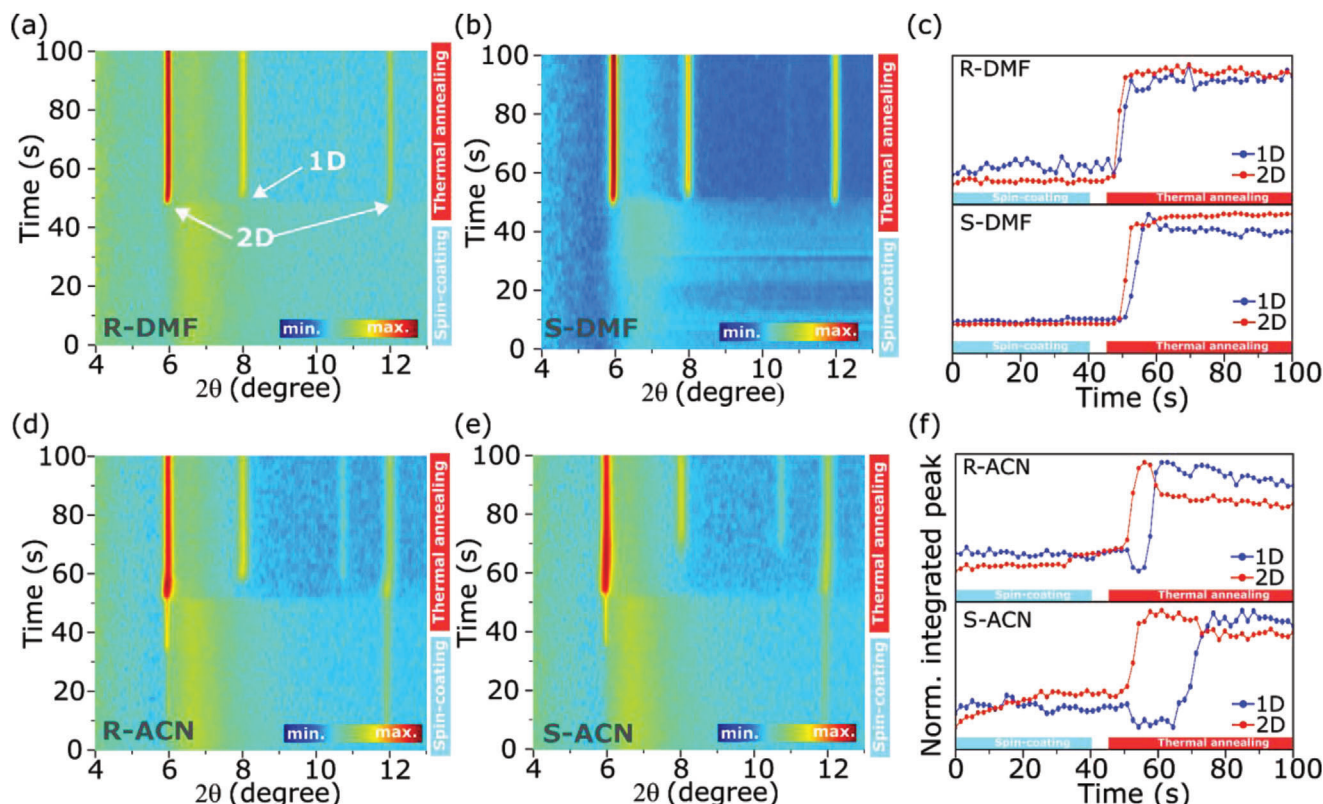 (a)
100
80
60
40
20
0
Time (s)
1D
2D
R-DMF
min.
max.
4
6
8
10
12
2θ (degree)
Thermal annealing
Spin-coating
(b)
100
80
60
40
20
0
Time (s)
S-DMF
min.
max.
4
6
8
10
12
2θ (degree)
Thermal annealing
Spin-coating
(c)
R-DMF
1D
2D
Spin-coating
Thermal annealing
S-DMF
1D
2D
Spin-coating
Thermal annealing
0
20
40
60
80
100
Time (s)
(d)
100
80
60
40
20
0
Time (s)
R-ACN
min.
max.
4
6
8
10
12
2θ (degree)
Thermal annealing
Spin-coating
(e)
100
80
60
40
20
0
Time (s)
S-ACN
min.
max.
4
6
8
10
12
2θ (degree)
Thermal annealing
Spin-coating
(f)
Norm. integrated peak
R-ACN
1D
2D
Spin-coating
Thermal annealing
S-ACN
1D
2D
Spin-coating
Thermal annealing
0
20
40
60
80
100
Time (s)